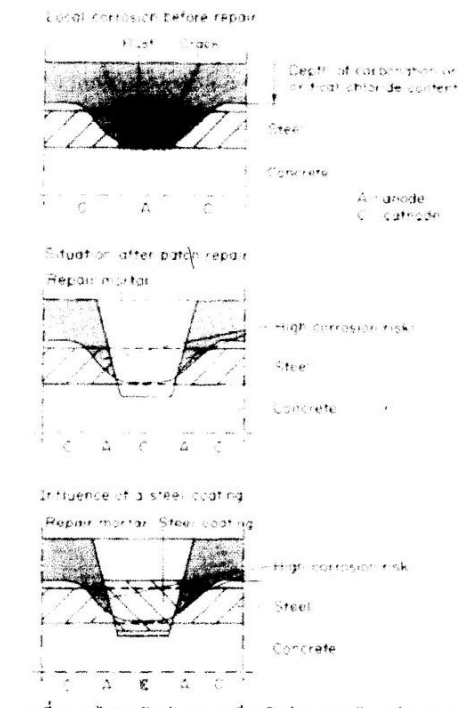 Local corrosion before repair
Rust Crack
Depth of carbonation or
critical chloride content
Steel
Concrete
A anode
C cathode
C A C
Situation after patch repair
Repair mortar
High corrosion risk
Steel
Concrete
C A C A C
Influence of a steel coating
Repair mortar Steel coating
High corrosion risk
Steel
Concrete
C A A C